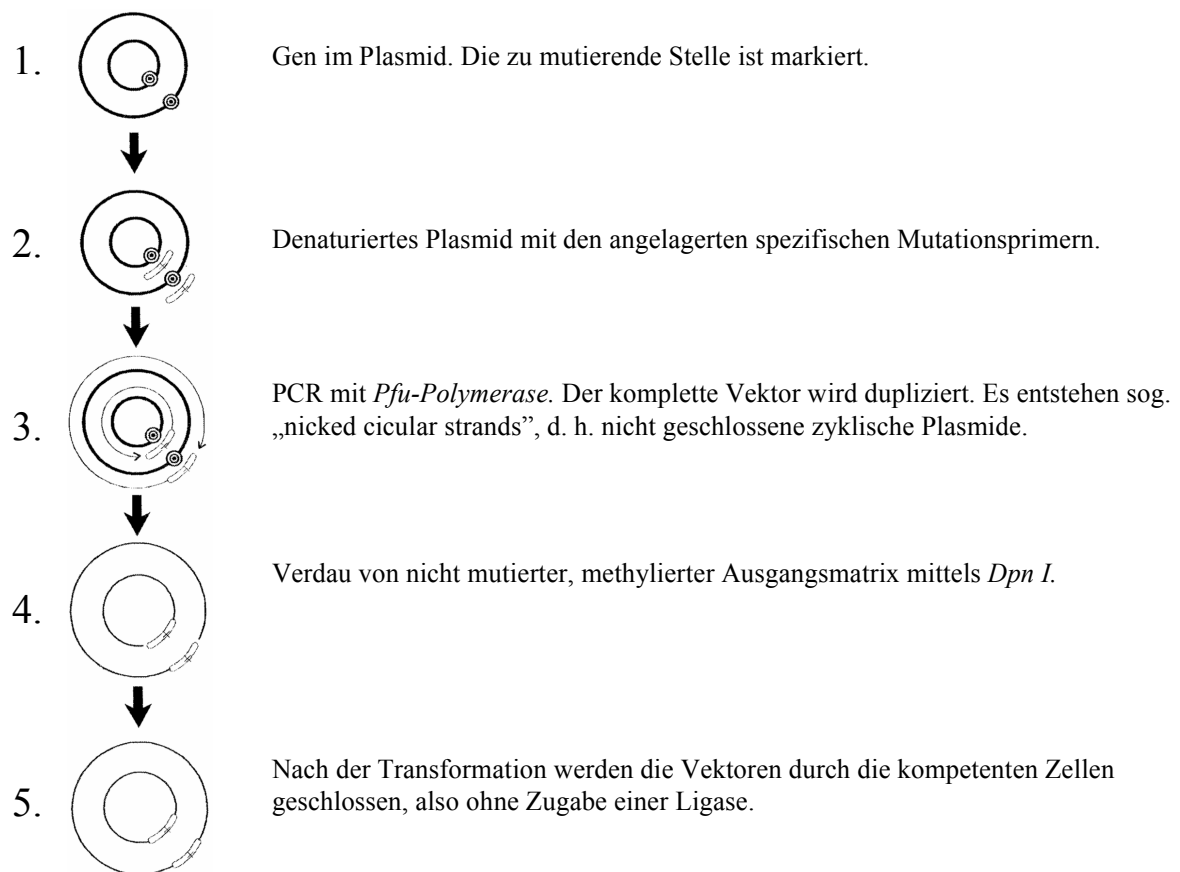 1. Gen im Plasmid. Die zu mutierende Stelle ist markiert.
2. Denaturiertes Plasmid mit den angelagerten spezifischen Mutationsprimern.
3. PCR mit Pfu-Polymerase. Der komplette Vektor wird dupliziert. Es entstehen sog.
„nicked cicular strands”, d. h. nicht geschlossene zyklische Plasmide.
4. Verdau von nicht mutierter, methylierter Ausgangsmatrix mittels Dpn I.
5. Nach der Transformation werden die Vektoren durch die kompetenten Zellen
geschlossen, also ohne Zugabe einer Ligase.